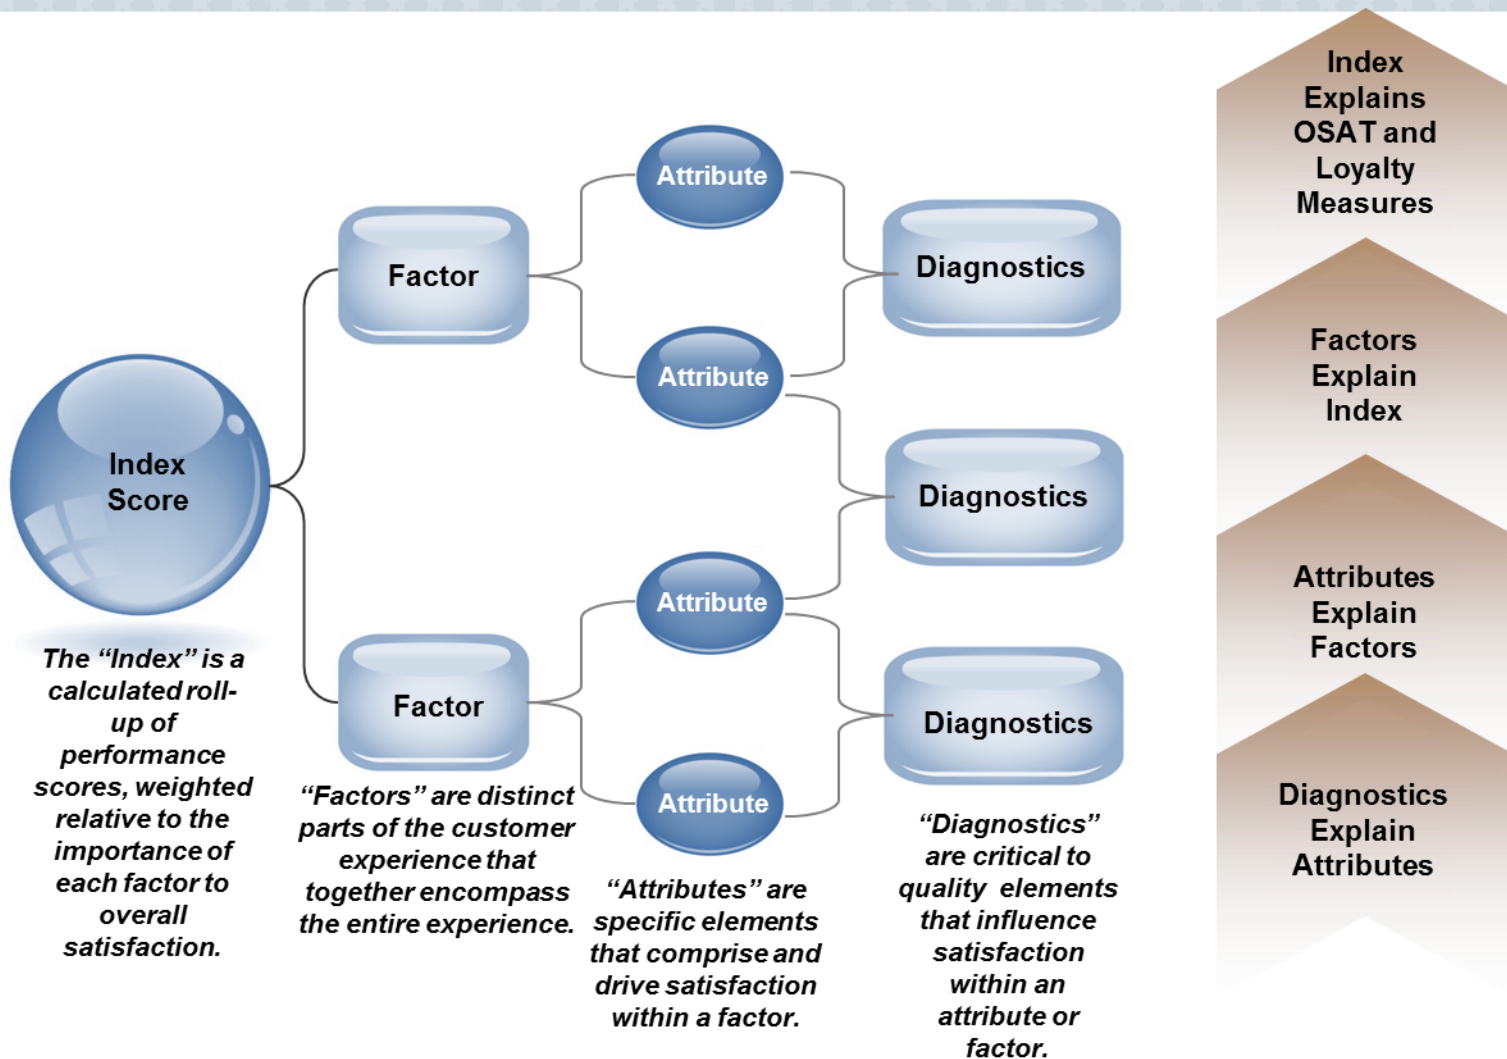 Index
Score
The “Index” is a
calculated roll-
up of
performance
scores, weighted
relative to the
importance of
each factor to
overall
satisfaction.
Factor
Factor
“Factors” are distinct
parts of the customer
experience that
together encompass
the entire experience.
Attribute
Attribute
Attribute
Attribute
“Attributes” are
specific elements
that comprise and
drive satisfaction
within a factor.
Diagnostics
Diagnostics
Diagnostics
“Diagnostics”
are critical to
quality elements
that influence
satisfaction
within an
attribute or
factor.
Index
Explains
OSAT and
Loyalty
Measures
Factors
Explain
Index
Attributes
Explain
Factors
Diagnostics
Explain
Attributes